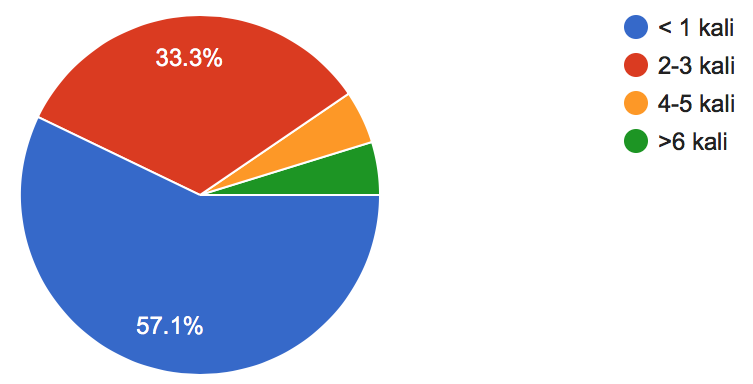 33.3%
57.1%
< 1 kali
2-3 kali
4-5 kali
>6 kali